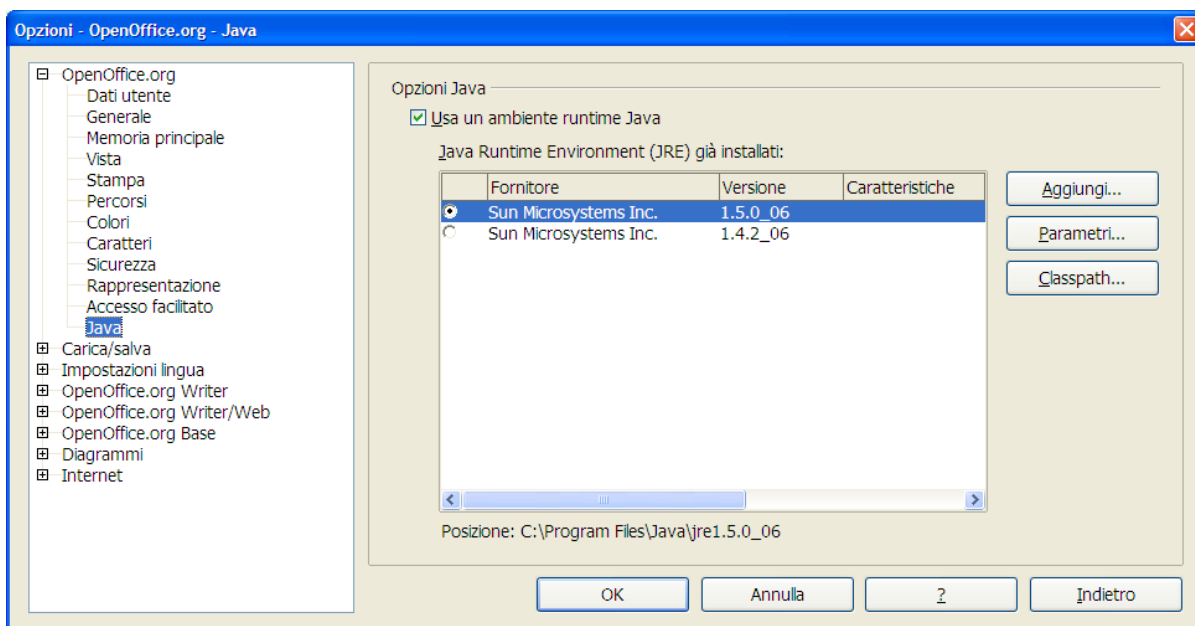 Opzioni - OpenOffice.org - Java
OpenOffice.org
Dati utente
Generale
Memoria principale
Vista
Stampa
Percorsi
Colori
Caratteri
Sicurezza
Rappresentazione
Accesso facilitato
Java
Carica/salva
Impostazioni lingua
OpenOffice.org Writer
OpenOffice.org Writer/Web
OpenOffice.org Base
Diagrammi
Internet
Opzioni Java
Usa un ambiente runtime Java
Java Runtime Environment (JRE) già installati:
Fornitore Versione Caratteristiche
Sun Microsystems Inc. 1.5.0_06
Sun Microsystems Inc. 1.4.2_06
Aggiungi...
Parametri...
Classpath...
Posizione: C:\Program Files\Java\jre1.5.0_06
OK Annulla ? Indietro